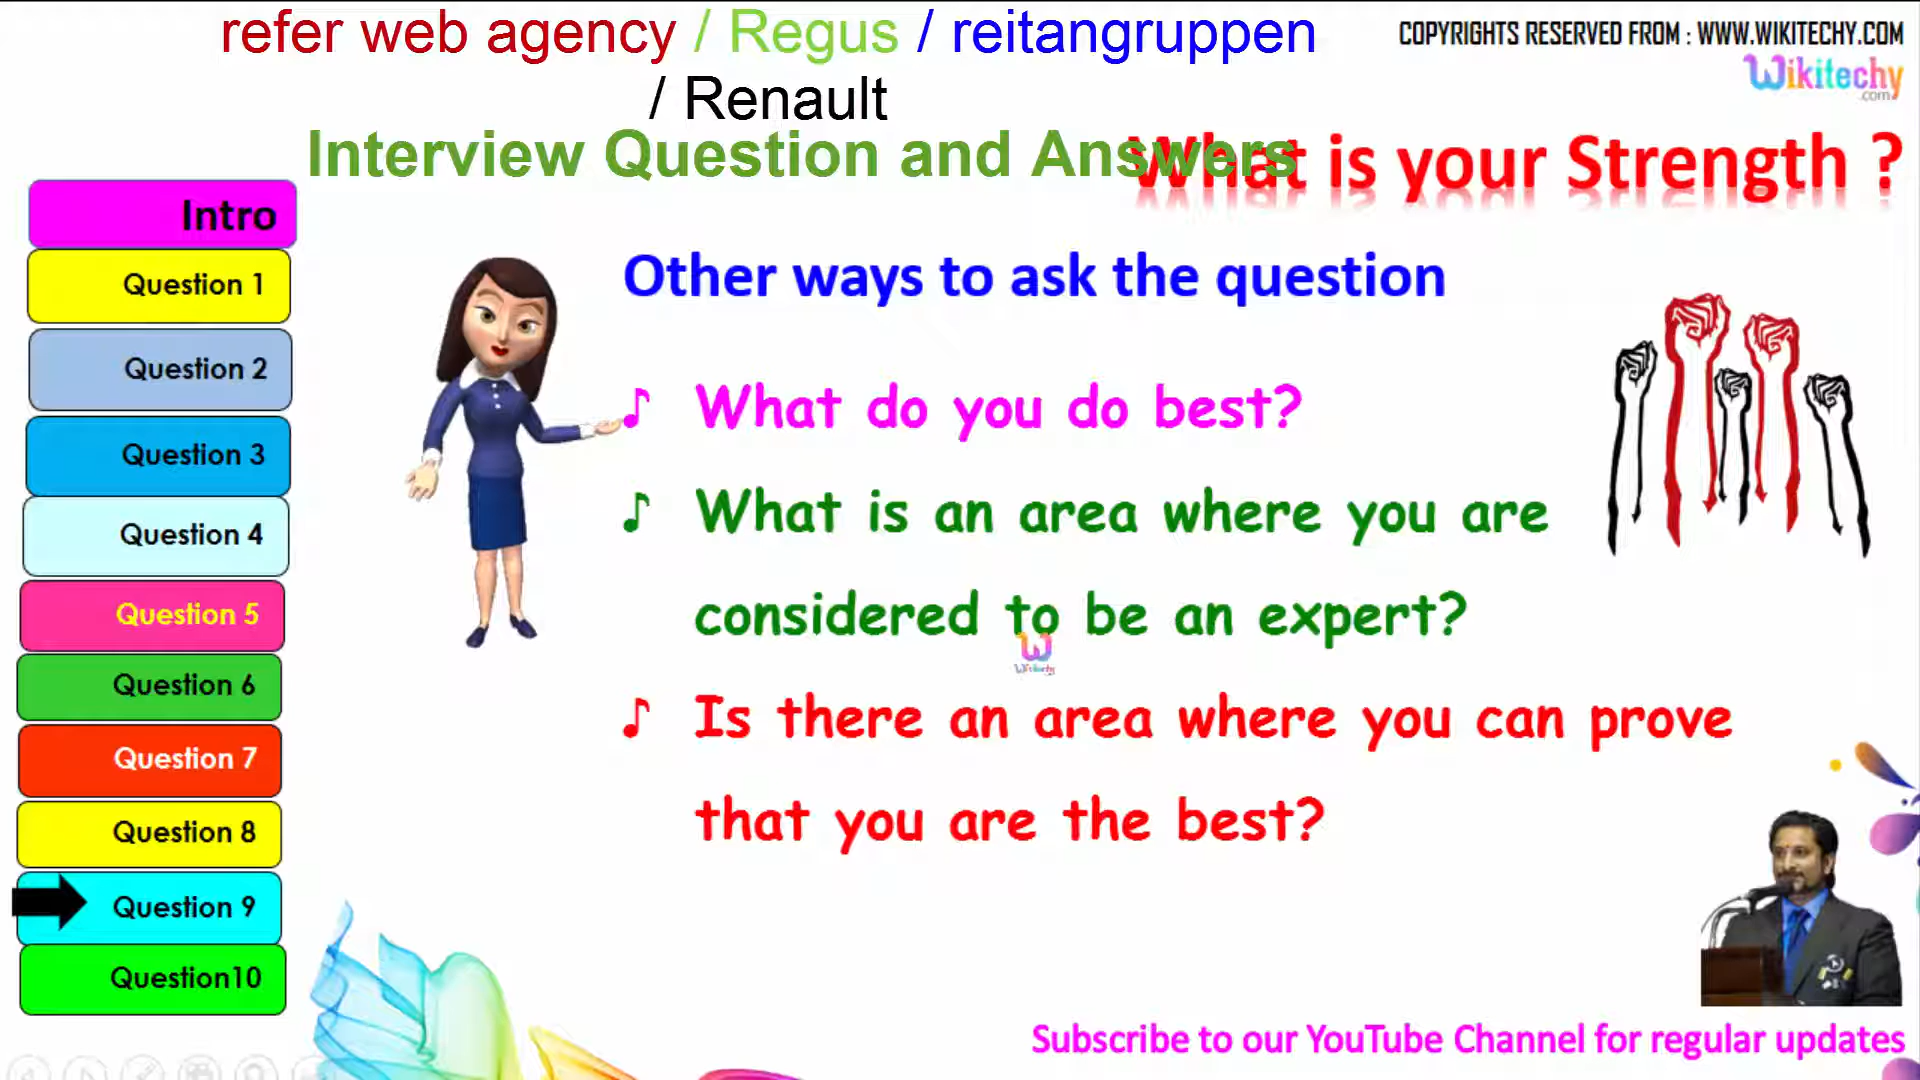 refer web agency / Regus / reitangruppen
/ Renault
COPYRIGHTS RESERVED FROM : WWW.WIKITECHY.COM
Wikitechy
.com
Interview Question and Answers
What is your Strength ?
Intro
Question 1
Question 2
Question 3
Question 4
Question 5
Question 6
Question 7
Question 8
Question 9
Question10
Other ways to ask the question
♪ What do you do best?
♪ What is an area where you are
considered to be an expert?
Wikitechy
♪ Is there an area where you can prove
that you are the best?
Subscribe to our YouTube Channel for regular updates